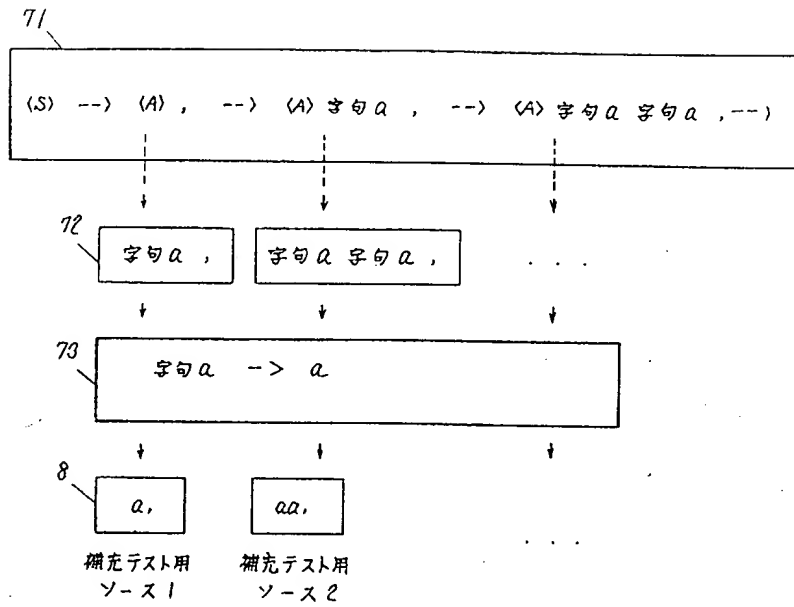 71
〈S〉 --> 〈A〉, --> 〈A〉字句a , --> 〈A〉字句a 字句a ,--〉
72
字句a , 字句a 字句a , . . .
73
字句a -> a
8
a, aa, . . .
補充テスト用 補充テスト用
ソース1 ソース2